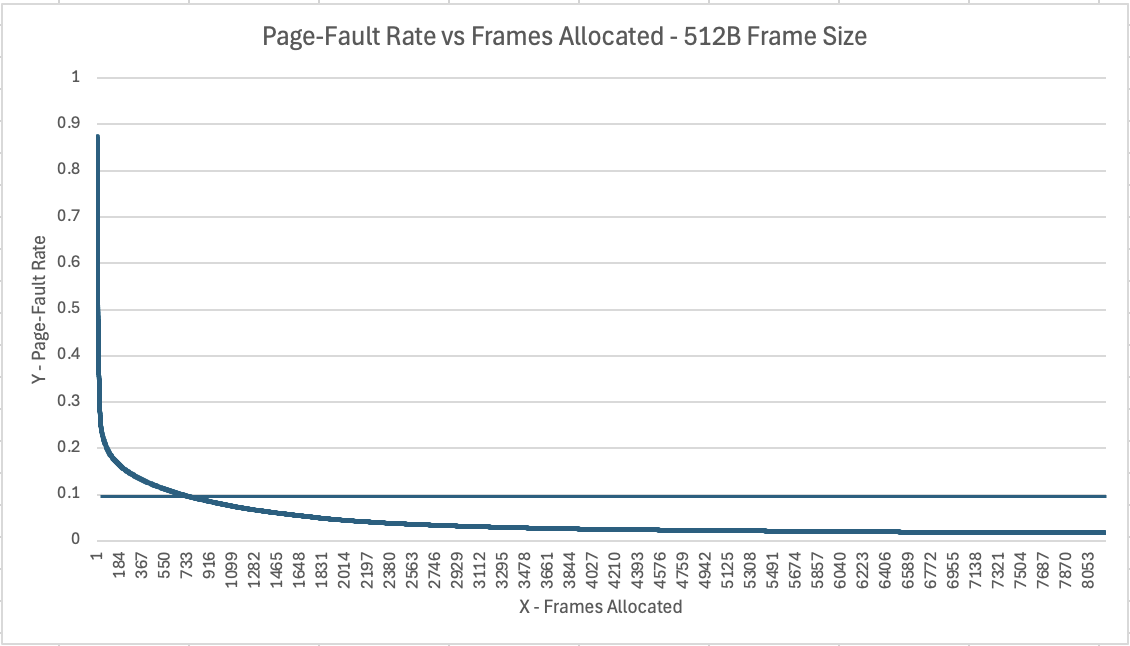 Page-Fault Rate vs Frames Allocated - 512B Frame Size
Y - Page-Fault Rate
1
0.9
0.8
0.7
0.6
0.5
0.4
0.3
0.2
0.1
0
1 184 367 550 733 916 1099 1282 1465 1648 1831 2014 2197 2380 2563 2746 2929 3112 3295 3478 3661 3844 4027 4210 4393 4576 4759 4942 5125 5308 5491 5674 5857 6040 6223 6406 6589 6772 6955 7138 7321 7504 7687 7870 8053
X - Frames Allocated